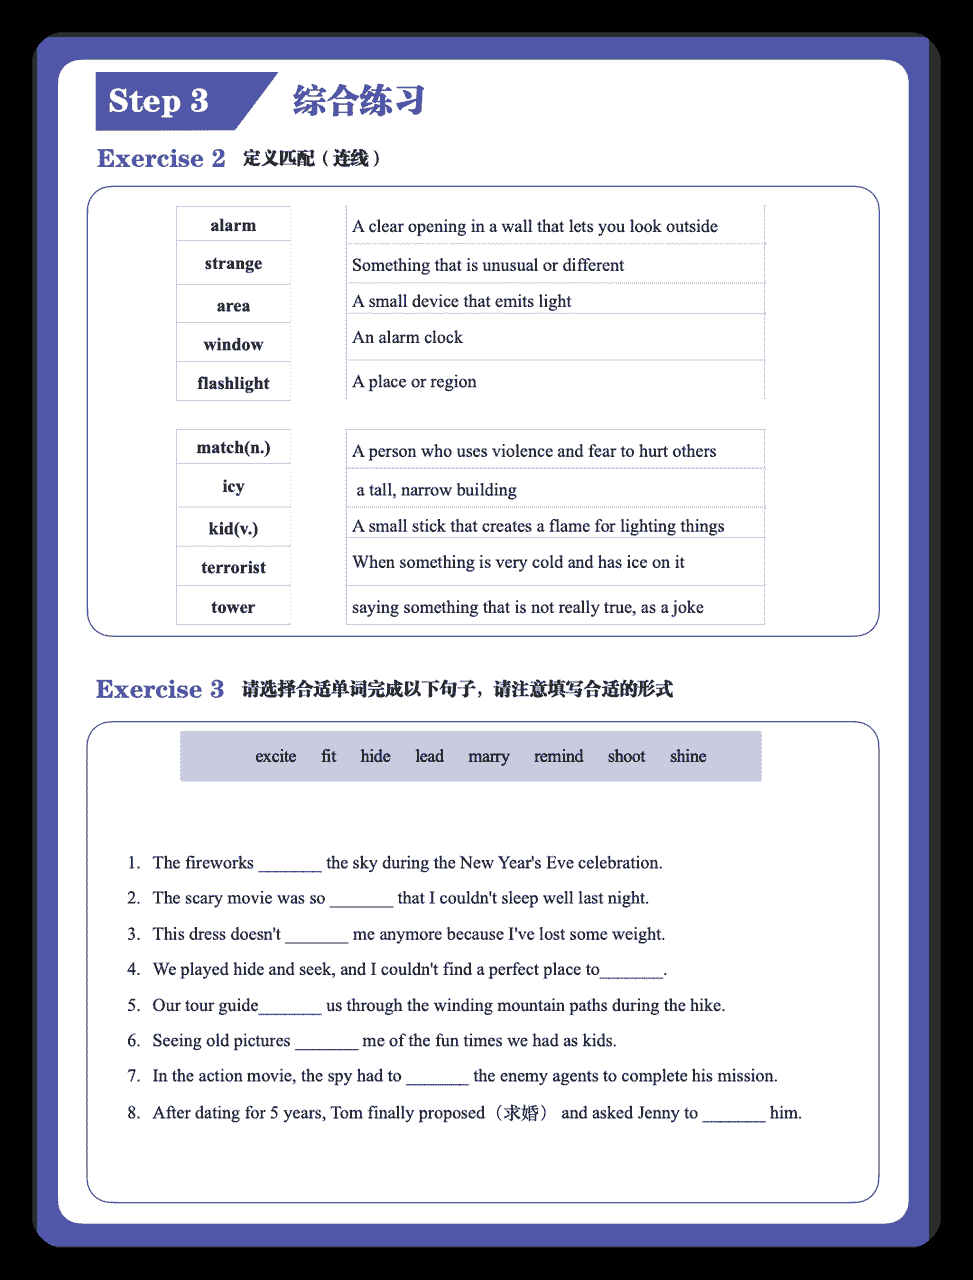 Step 3 综合练习
Exercise 2 定义匹配（连线）
alarm A clear opening in a wall that lets you look outside
strange Something that is unusual or different
area A small device that emits light
window An alarm clock
flashlight A place or region
match(n.) A person who uses violence and fear to hurt others
icy a tall, narrow building
kid(v.) A small stick that creates a flame for lighting things
terrorist When something is very cold and has ice on it
tower saying something that is not really true, as a joke
Exercise 3 请选择合适单词完成以下句子，请注意填写合适的形式
excite fit hide lead marry remind shoot shine
1. The fireworks _______ the sky during the New Year's Eve celebration.
2. The scary movie was so _______ that I couldn't sleep well last night.
3. This dress doesn't _______ me anymore because I've lost some weight.
4. We played hide and seek, and I couldn't find a perfect place to_______.
5. Our tour guide_______ us through the winding mountain paths during the hike.
6. Seeing old pictures _______ me of the fun times we had as kids.
7. In the action movie, the spy had to _______ the enemy agents to complete his mission.
8. After dating for 5 years, Tom finally proposed（求婚） and asked Jenny to _______ him.